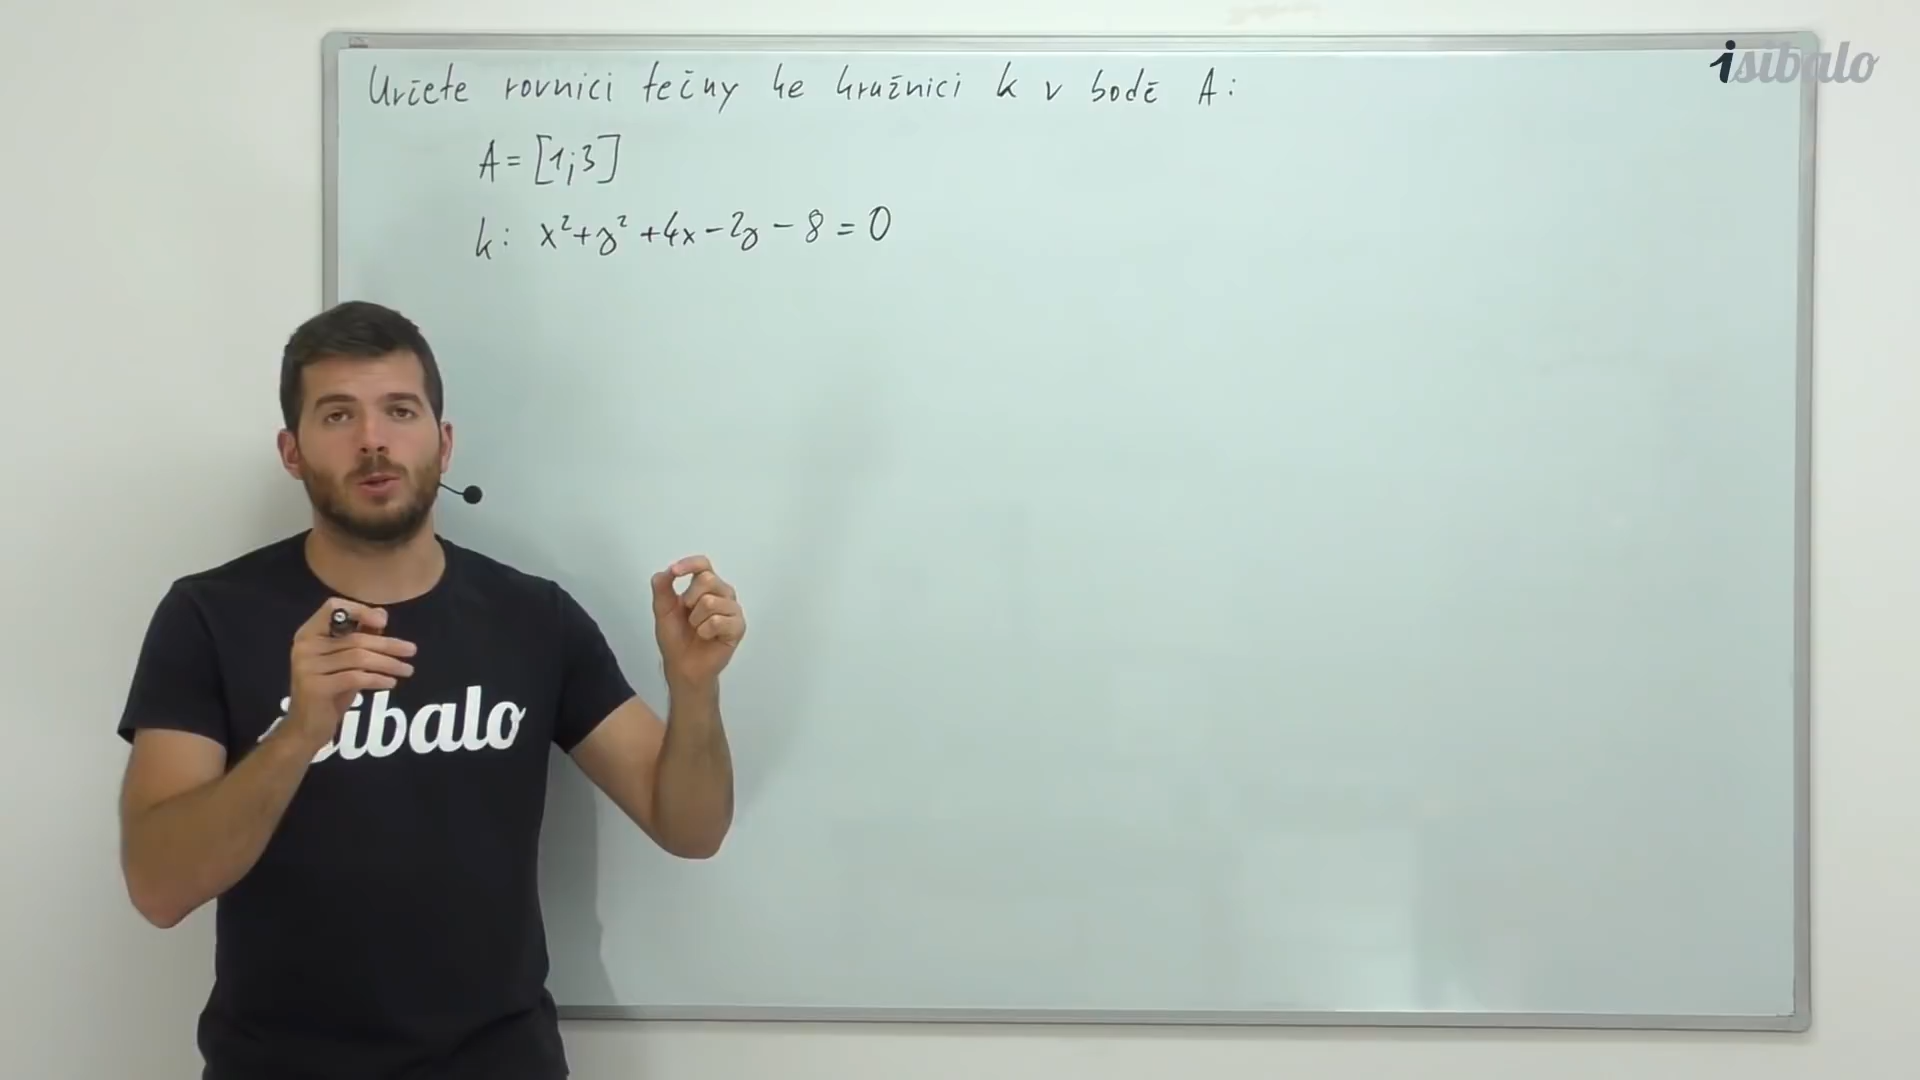 Určete rovnici tečny ke kružnici k v bodě A:
A = [1;3]
k: x²+y²+4x-2y-8=0
isibalo
isibalo